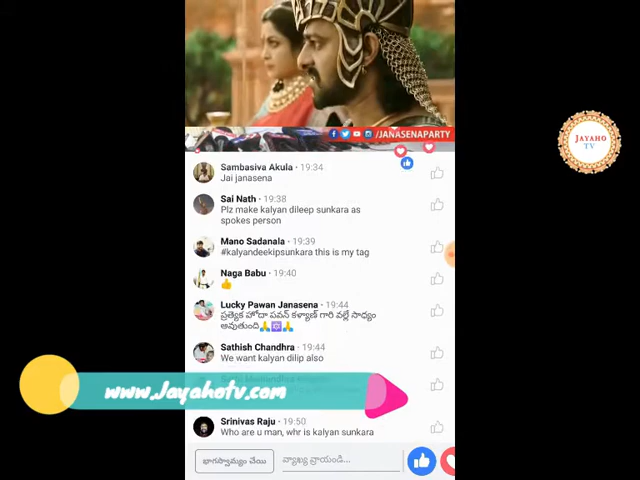 /JANASENAPARTY
JAYAHO
TV
Sambasiva Akula · 19:34
Jai janasena
Sai Nath · 19:38
Plz make kalyan dileep sunkara as
spokes person
Mano Sadanala · 19:39
#kalyandeekipsunkara this is my tag
Naga Babu · 19:40
👍
Lucky Pawan Janasena · 19:44
ప్రత్యేక హోదా పవన్ కళ్యాణ్ గారి వల్లే సాధ్యం
అవుతుంది🙏🔯🙏
Sathish Chandhra · 19:44
We want kalyan dilip also
www.Jayahotv.com
Srinivas Raju · 19:50
Who are u man, whr is kalyan sunkara
భాగస్వామ్యం చేయి
వ్యాఖ్య వ్రాయండి...